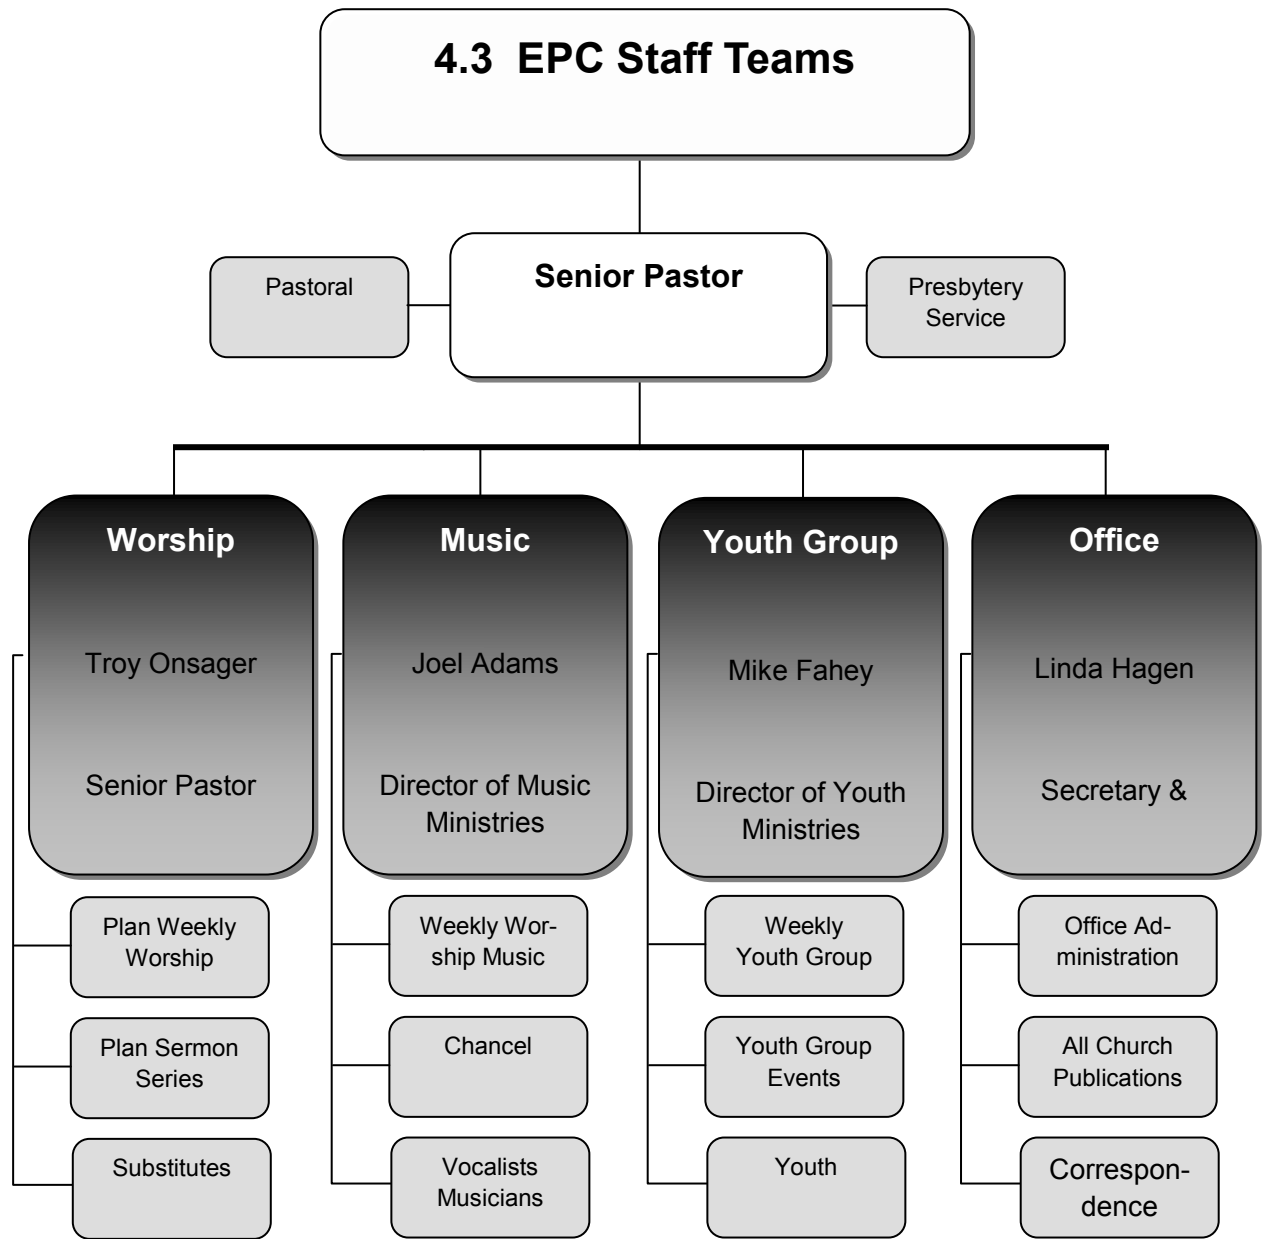 4.3 EPC Staff Teams
Senior Pastor
Pastoral
Presbytery
Service
Worship
Troy Onsager
Senior Pastor
Plan Weekly
Worship
Plan Sermon
Series
Substitutes
Music
Joel Adams
Director of Music
Ministries
Weekly Wor-
ship Music
Chancel
Vocalists
Musicians
Youth Group
Mike Fahey
Director of Youth
Ministries
Weekly
Youth Group
Youth Group
Events
Youth
Office
Linda Hagen
Secretary &
Office Ad-
ministration
All Church
Publications
Correspon-
dence